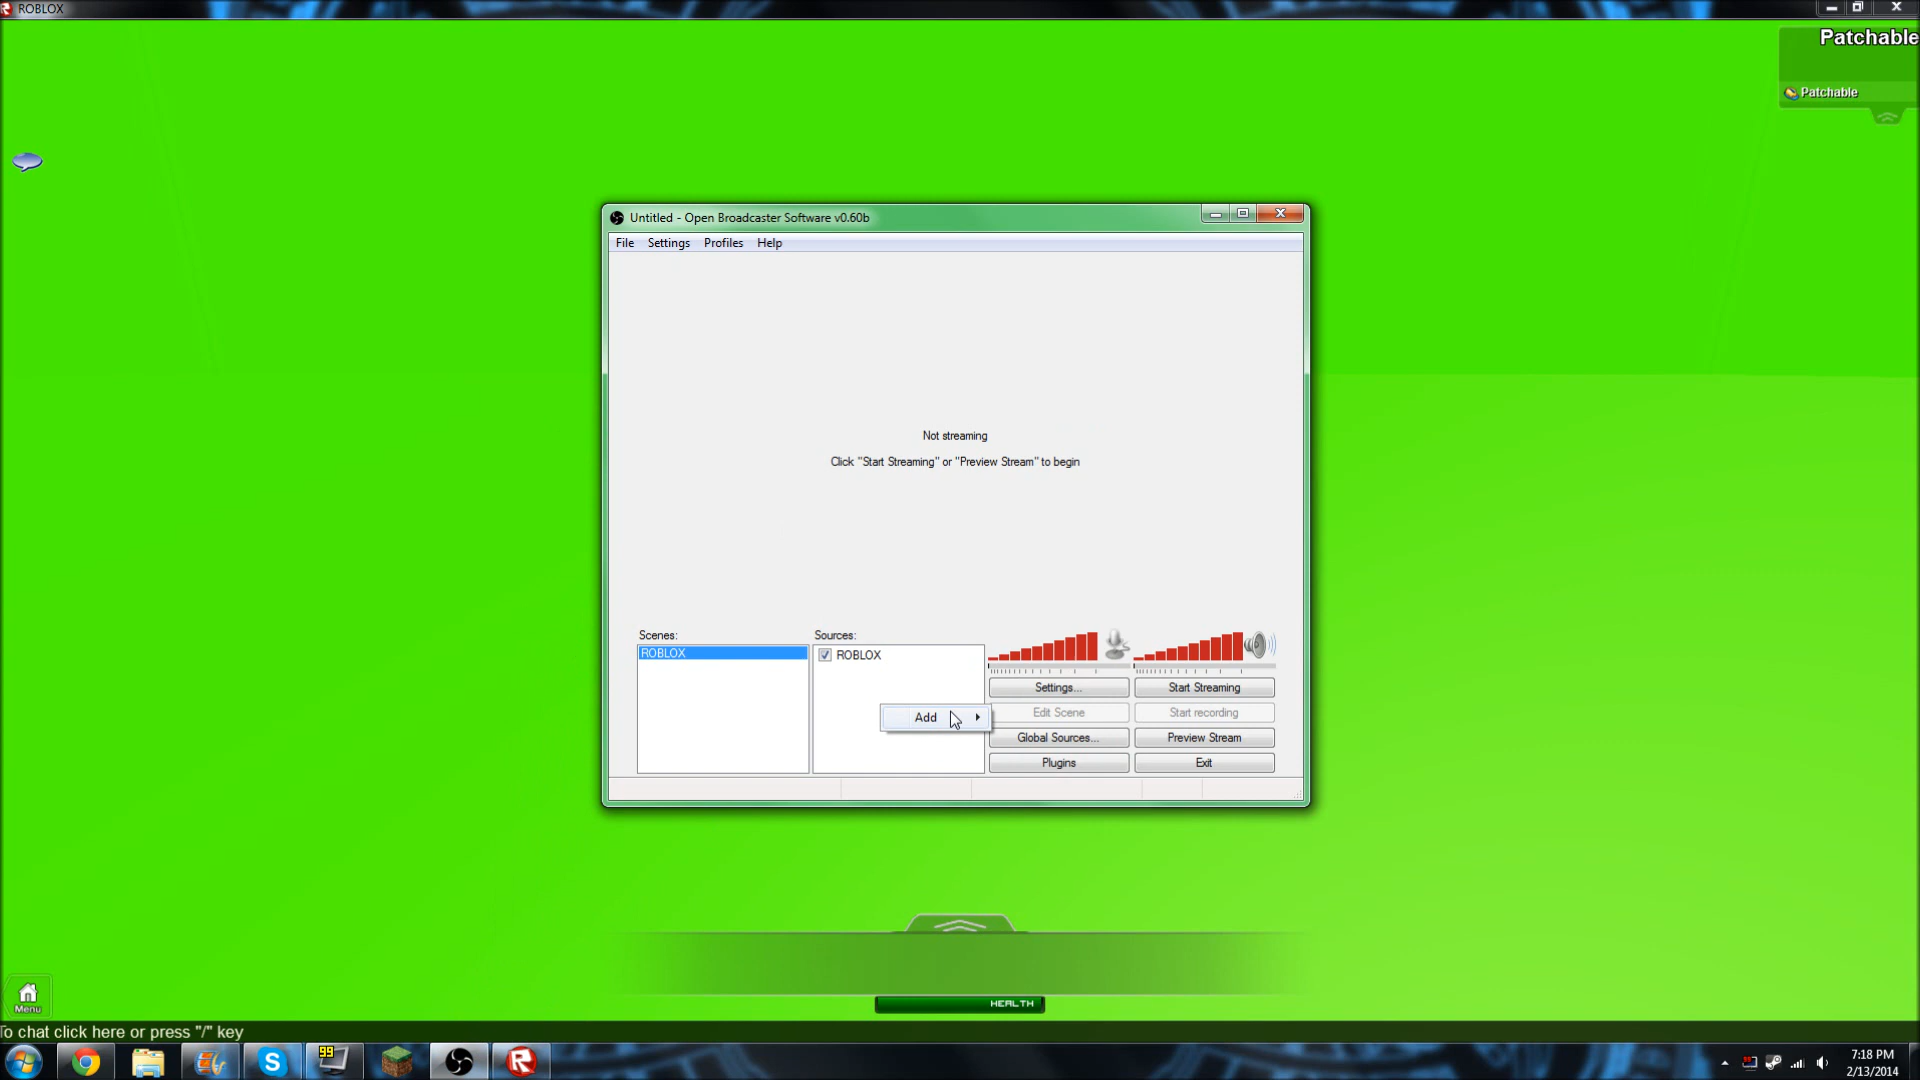 ROBLOX
Patchable
Patchable
Untitled - Open Broadcaster Software v0.60b
File Settings Profiles Help
Not streaming
Click "Start Streaming" or "Preview Stream" to begin
Scenes:
Sources:
ROBLOX
ROBLOX
Add
Settings...
Start Streaming
Edit Scene
Start recording
Global Sources...
Preview Stream
Plugins
Exit
HEALTH
Menu
To chat click here or press "/" key
99
7:18 PM
2/13/2014